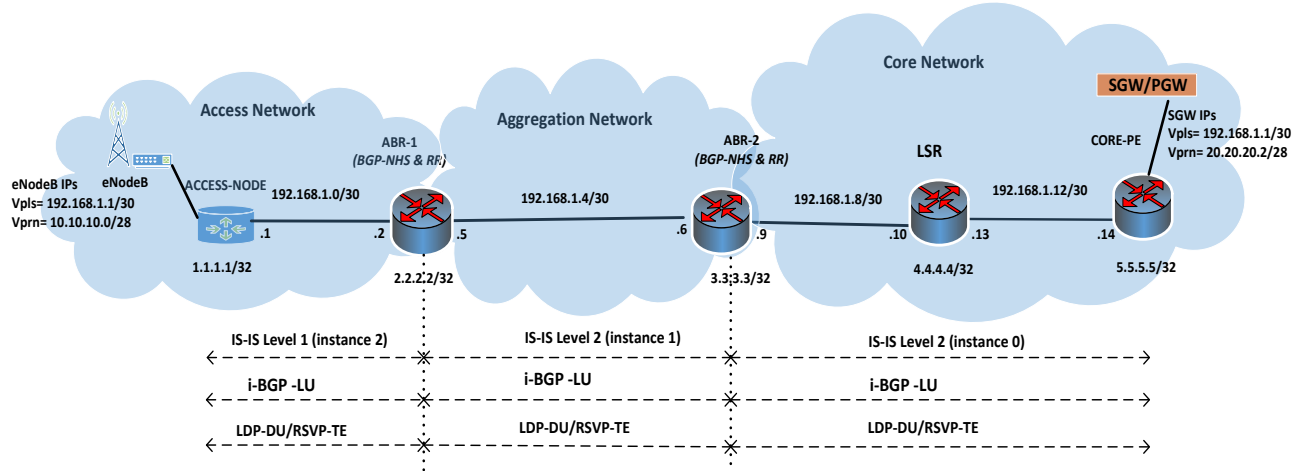 Core Network
Access Network
Aggregation Network
SGW/PGW
SGW IPs
Vpls= 192.168.1.1/30
Vprn= 20.20.20.2/28
ABR-1
(BGP-NHS & RR)
ABR-2
(BGP-NHS & RR)
LSR
CORE-PE
eNodeB
ACCESS-NODE
eNodeB IPs
Vpls= 192.168.1.1/30
Vprn= 10.10.10.0/28
192.168.1.0/30
192.168.1.4/30
192.168.1.8/30
192.168.1.12/30
.1
.2
.5
.6
.9
.10
.13
.14
1.1.1.1/32
2.2.2.2/32
3.3.3.3/32
4.4.4.4/32
5.5.5.5/32
IS-IS Level 1 (instance 2)
IS-IS Level 2 (instance 1)
IS-IS Level 2 (instance 0)
i-BGP -LU
i-BGP -LU
i-BGP -LU
LDP-DU/RSVP-TE
LDP-DU/RSVP-TE
LDP-DU/RSVP-TE